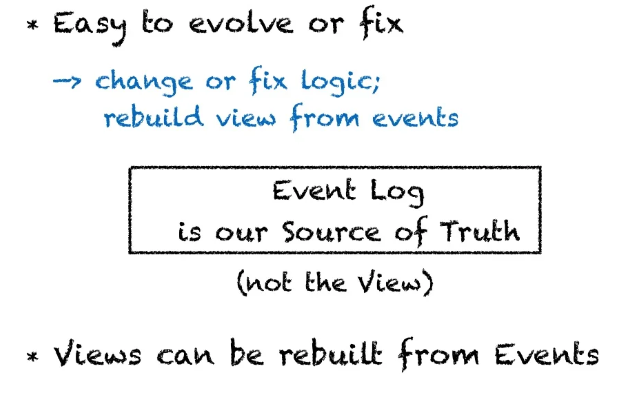 * Easy to evolve or fix
→ change or fix logic;
rebuild view from events
Event Log
is our Source of Truth
(not the View)
* Views can be rebuilt from Events